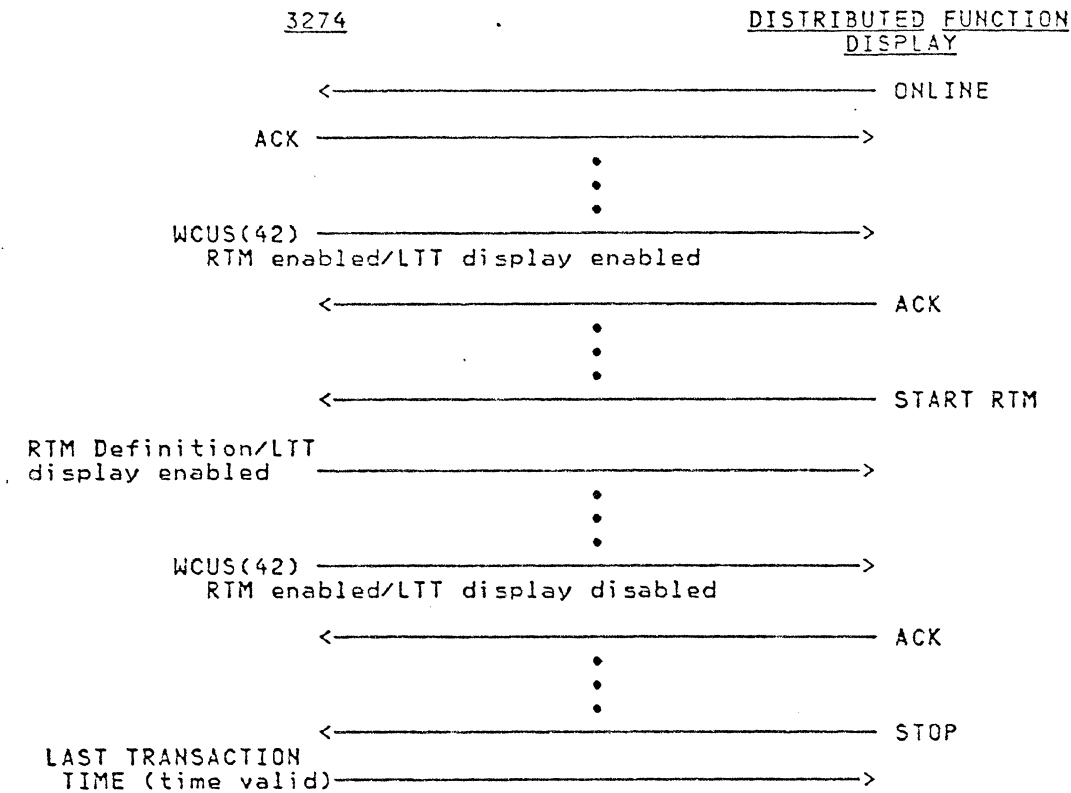 3274 DISTRIBUTED FUNCTION
DISPLAY
ONLINE
ACK
WCUS(42)
RTM enabled/LTT display enabled
ACK
START RTM
RTM Definition/LTT
display enabled
WCUS(42)
RTM enabled/LTT display disabled
ACK
STOP
LAST TRANSACTION
TIME (time valid)